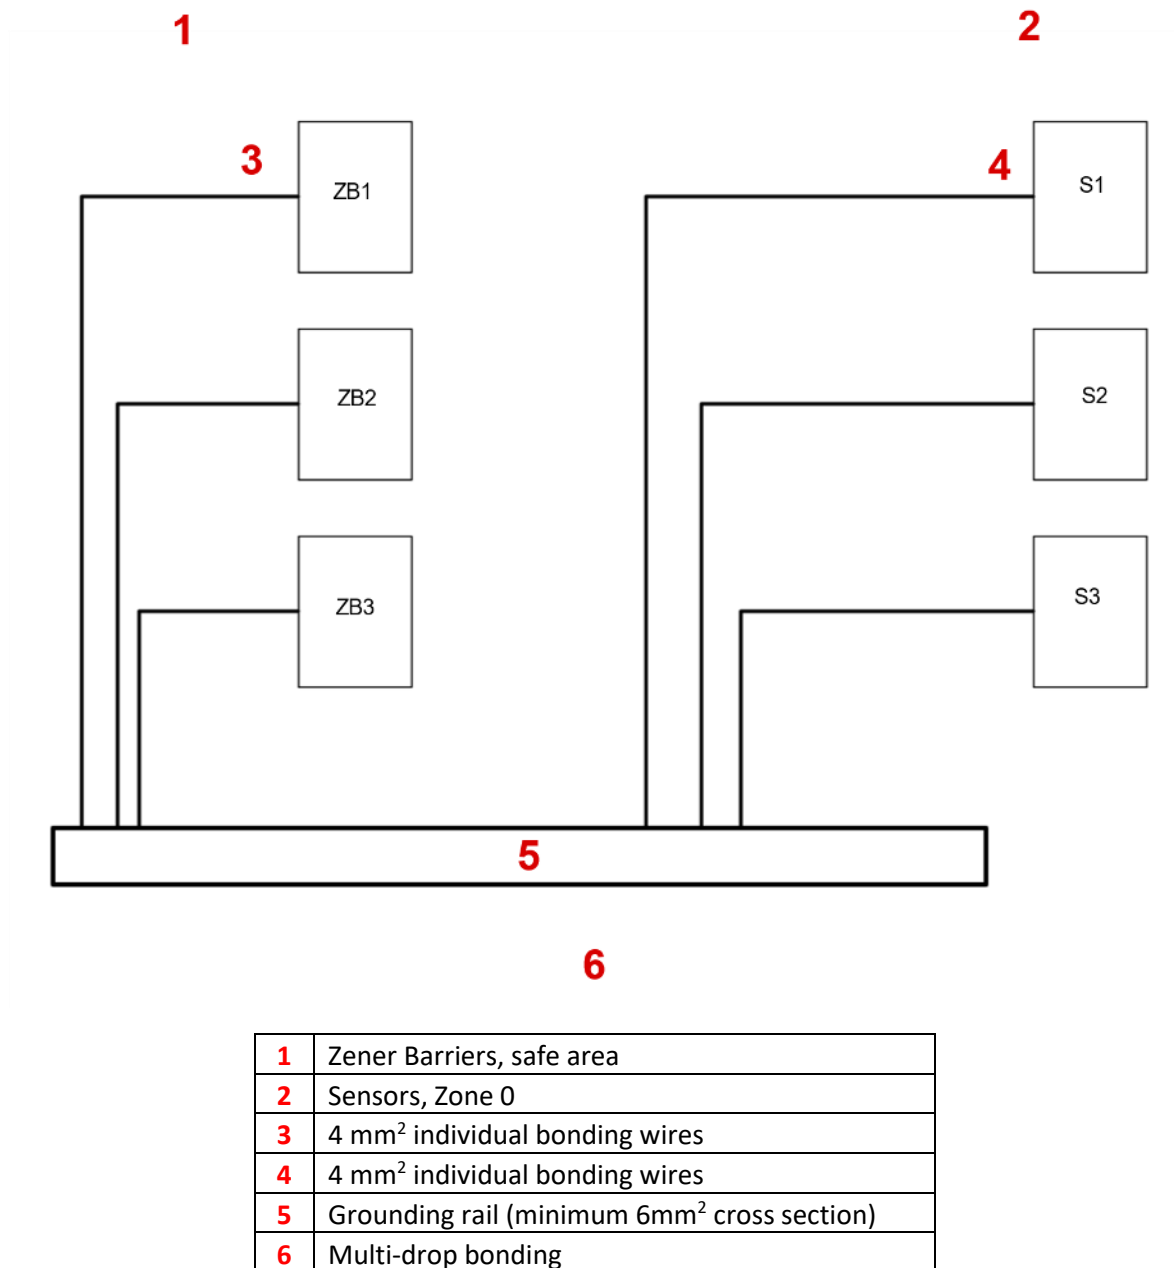 1
2
3
ZB1
4
S1
ZB2
S2
ZB3
S3
5
6
1 Zener Barriers, safe area
2 Sensors, Zone 0
3 4 mm² individual bonding wires
4 4 mm² individual bonding wires
5 Grounding rail (minimum 6mm² cross section)
6 Multi-drop bonding